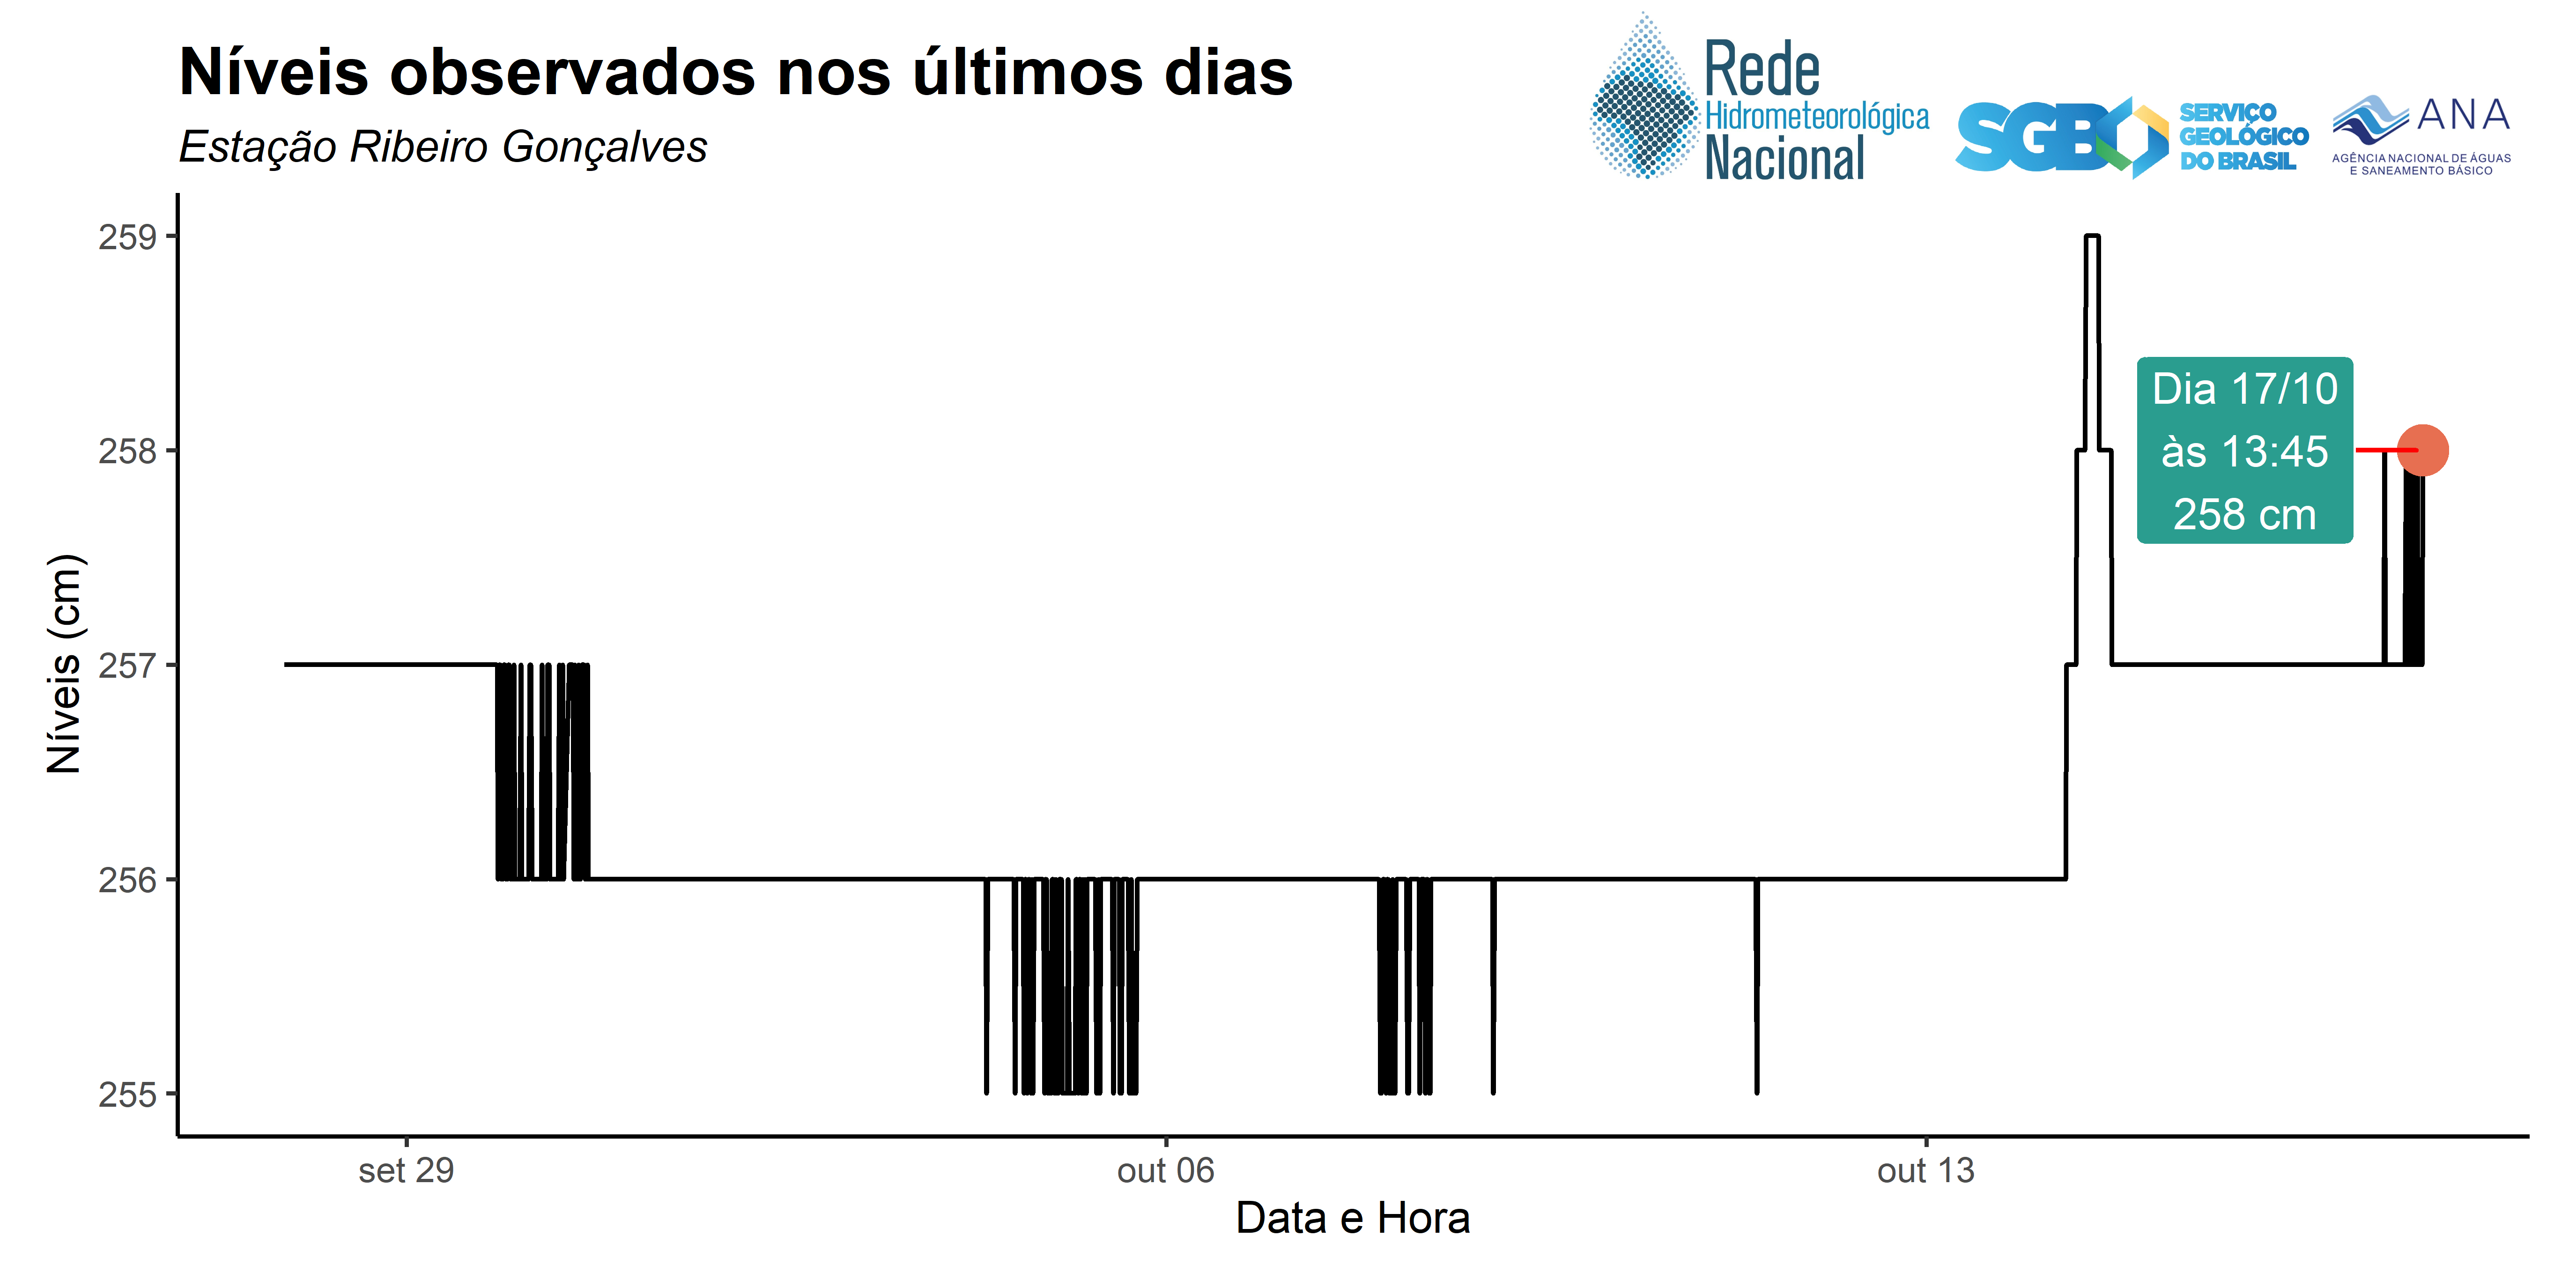 Níveis observados nos últimos dias
Estação Ribeiro Gonçalves
Rede
Hidrometeorológica
Nacional
SGB
SERVIÇO
GEOLÓGICO
DO BRASIL
ANA
AGÊNCIA NACIONAL DE ÁGUAS
E SANEAMENTO BÁSICO
259
258
257
256
255
Níveis (cm)
Dia 17/10
às 13:45
258 cm
set 29
out 06
out 13
Data e Hora